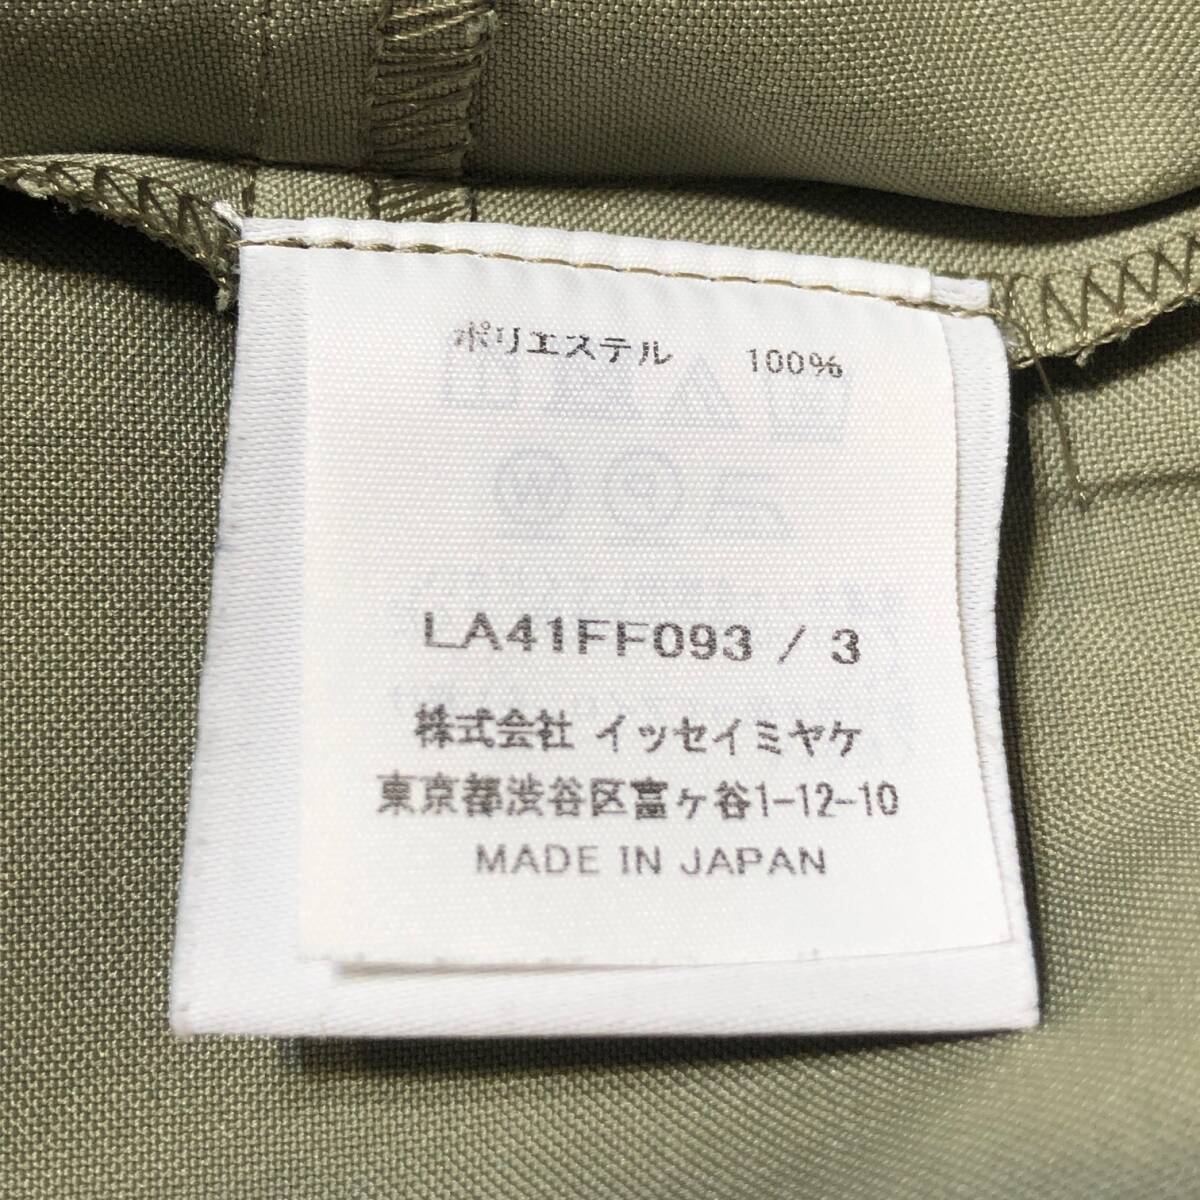 ポリエステル 100%
LA41FF093 / 3
株式会社 イッセイミヤケ
東京都渋谷区富ヶ谷1-12-10
MADE IN JAPAN